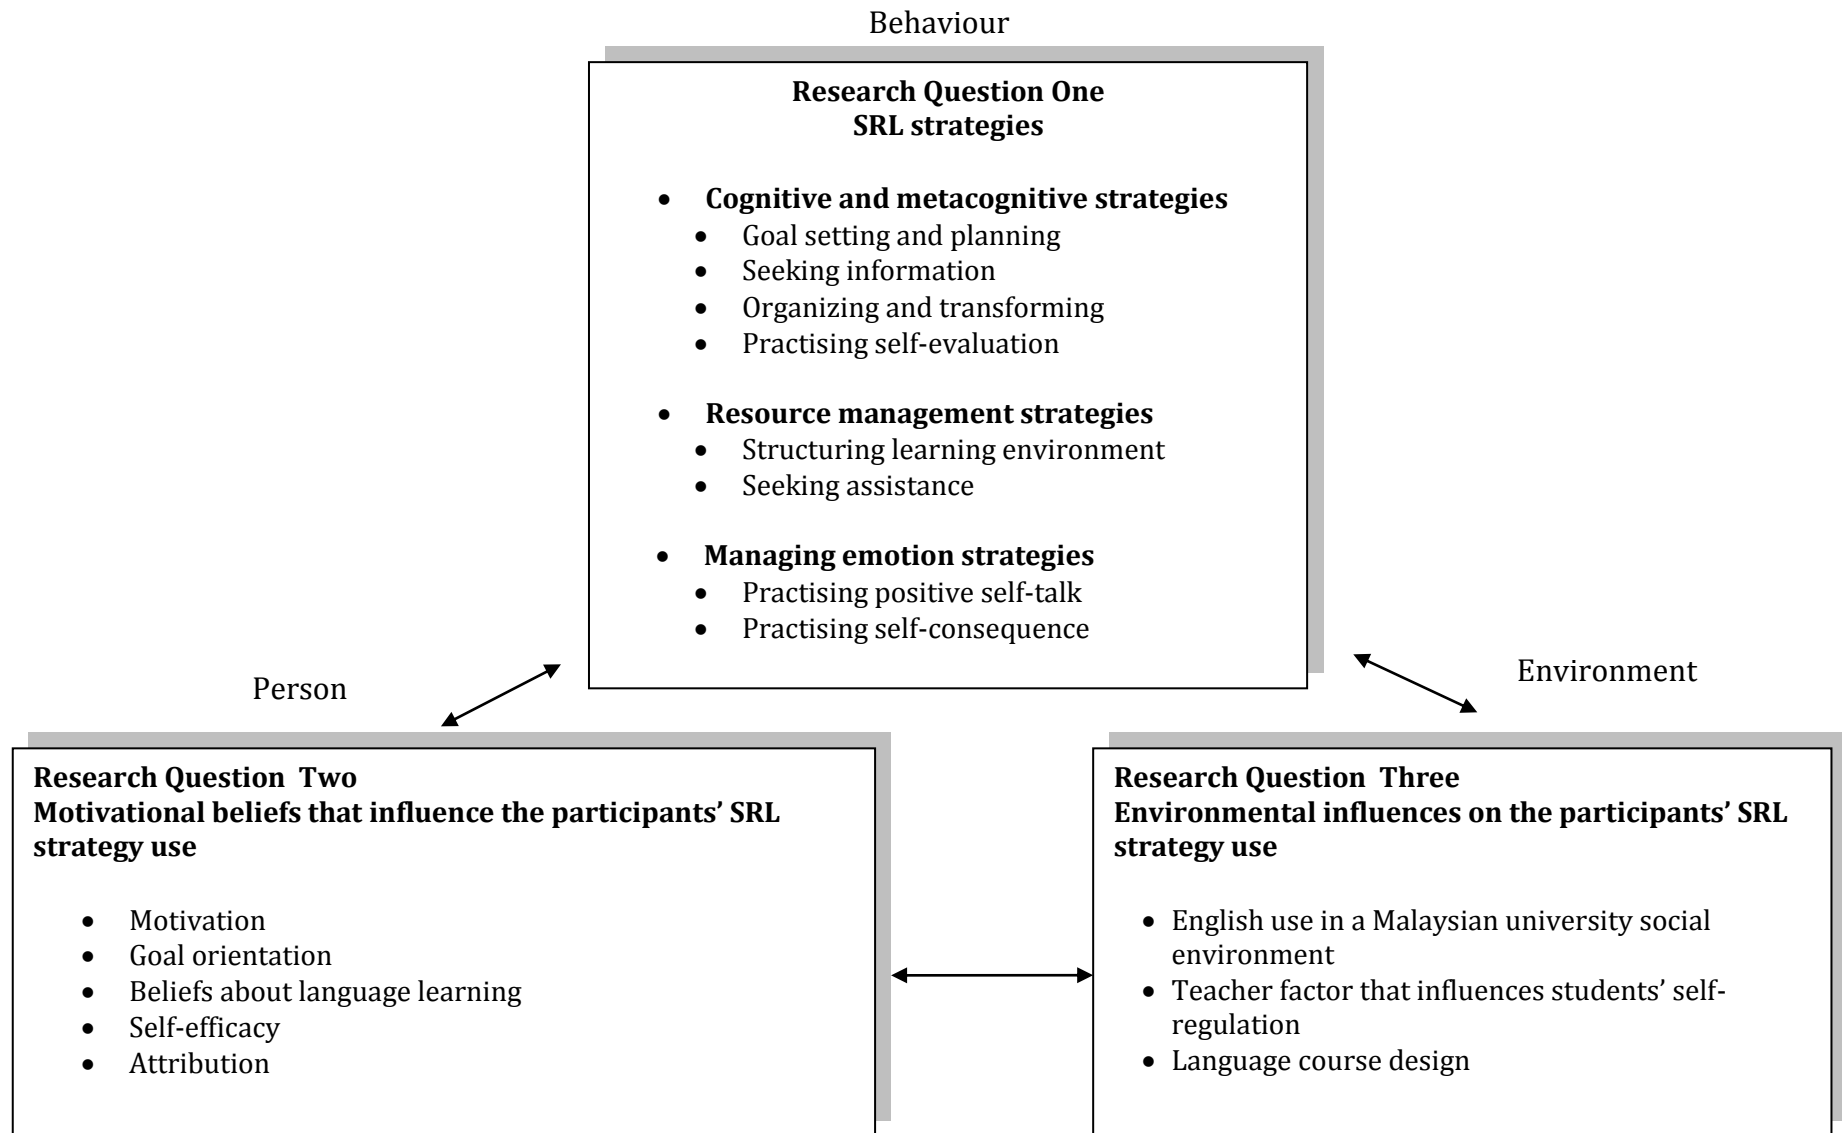 Behaviour
Research Question One
SRL strategies
• Cognitive and metacognitive strategies
• Goal setting and planning
• Seeking information
• Organizing and transforming
• Practising self-evaluation
• Resource management strategies
• Structuring learning environment
• Seeking assistance
• Managing emotion strategies
• Practising positive self-talk
• Practising self-consequence
Person
Environment
Research Question  Two
Motivational beliefs that influence the participants’ SRL
strategy use
• Motivation
• Goal orientation
• Beliefs about language learning
• Self-efficacy
• Attribution
Research Question  Three
Environmental influences on the participants’ SRL
strategy use
• English use in a Malaysian university social
environment
• Teacher factor that influences students’ self-
regulation
• Language course design